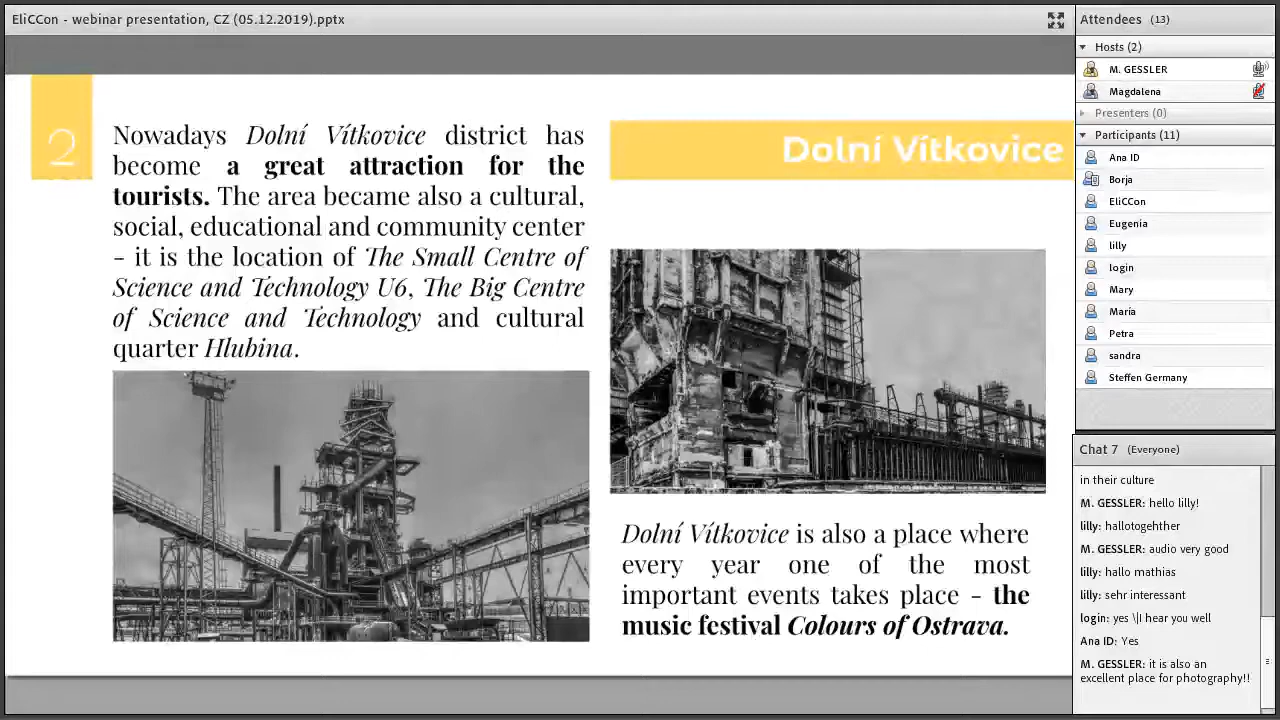 EliCCon - webinar presentation, CZ (05.12.2019).pptx
2
Nowadays Dolní Vítkovice district has
become a great attraction for the
tourists. The area became also a cultural,
social, educational and community center
- it is the location of The Small Centre of
Science and Technology U6, The Big Centre
of Science and Technology and cultural
quarter Hlubina.
Dolní Vítkovice
Dolní Vítkovice is also a place where
every year one of the most
important events takes place - the
music festival Colours of Ostrava.
Attendees (13)
Hosts (2)
M. GESSLER
Magdalena
Presenters (0)
Participants (11)
Ana ID
Borja
EliCCon
Eugenia
lilly
login
Mary
María
Petra
sandra
Steffen Germany
Chat 7 (Everyone)
in their culture
M. GESSLER: hello lilly!
lilly: hallotogehther
M. GESSLER: audio very good
lilly: hallo mathias
lilly: sehr interessant
login: yes \|I hear you well
Ana ID: Yes
M. GESSLER: it is also an
excellent place for photography!!